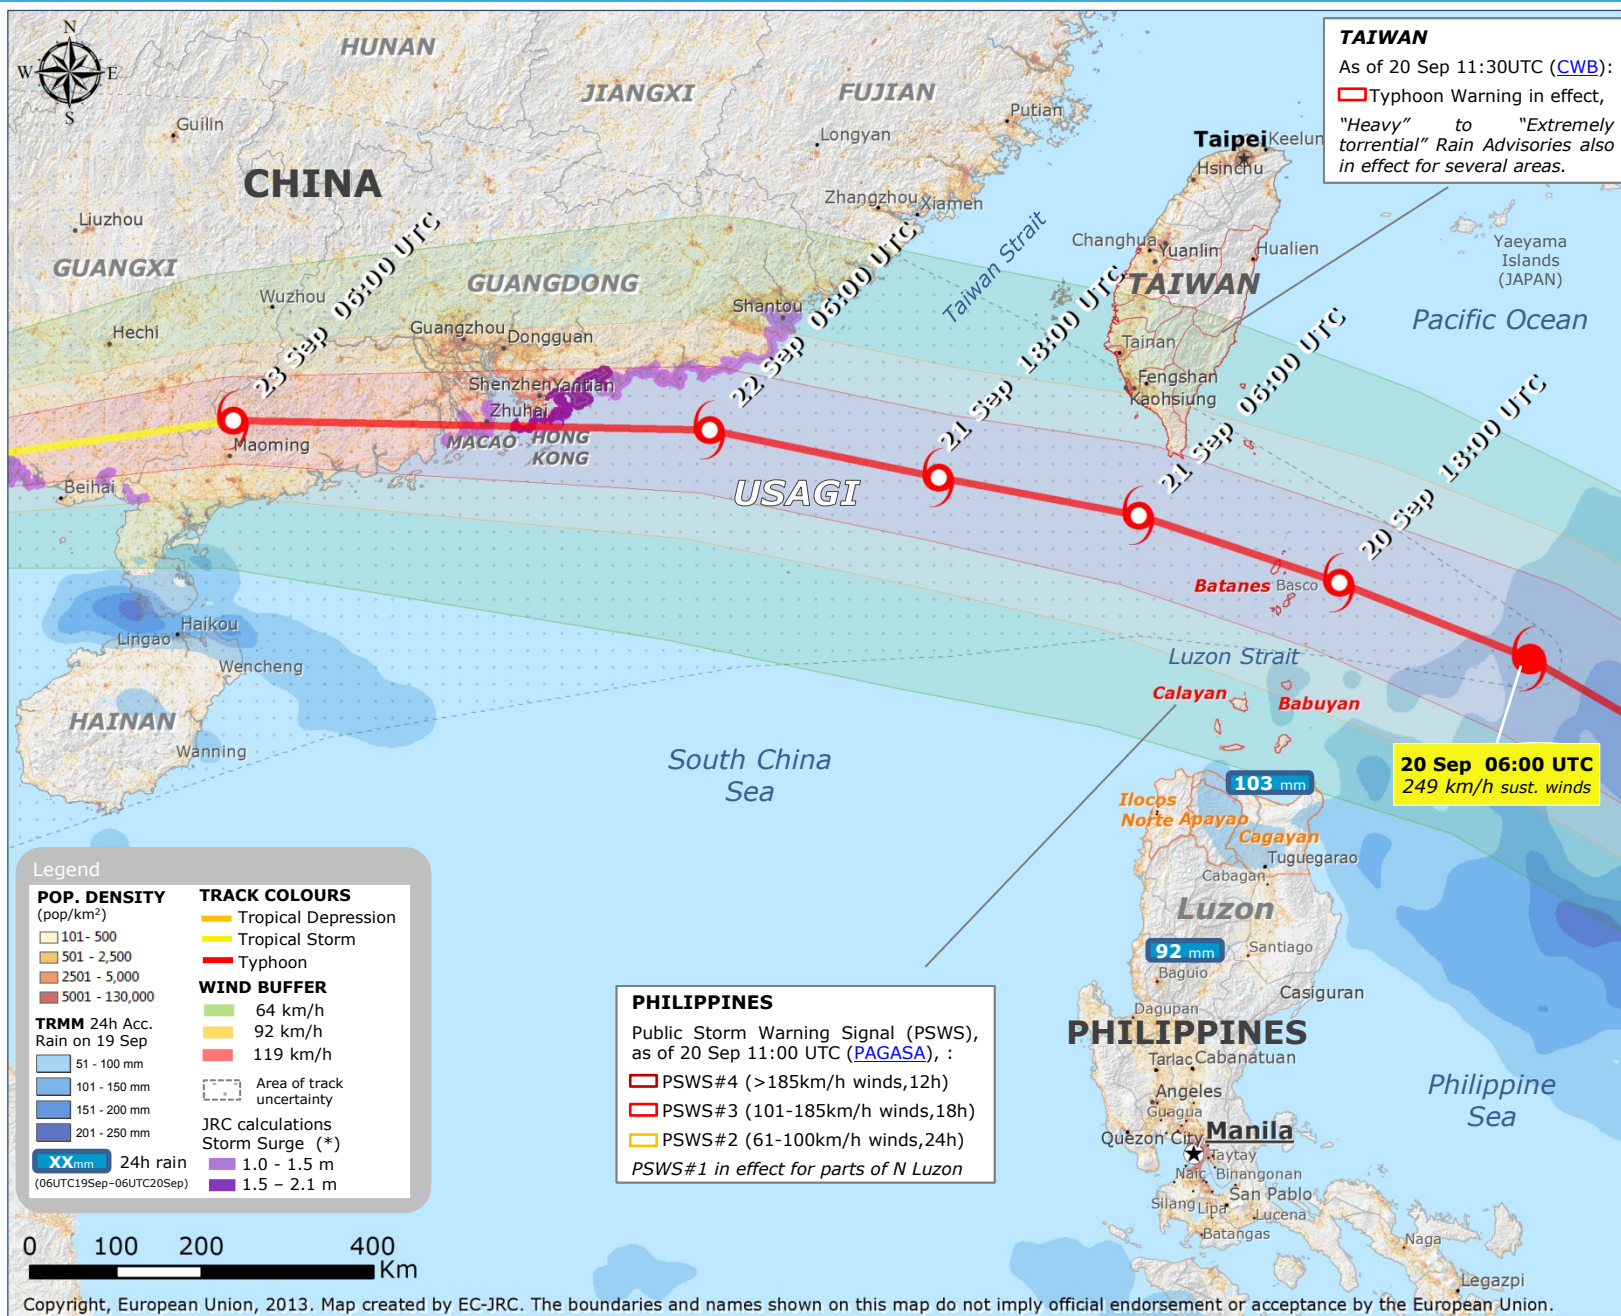 N
W
E
S
HUNAN
JIANGXI
FUJIAN
Putian
Guilin
Longyan
CHINA
Zhangzhou
Xiamen
Liuzhou
GUANGXI
GUANGDONG
Wuzhou
Hechi
Shantou
Guangzhou
Dongguan
Shenzhen
Yantian
Zhuhai
MACAO
HONG
KONG
Maoming
Beihai
Haikou
Lingao
Wencheng
HAINAN
Wanning
TAIWAN
As of 20 Sep 11:30UTC (CWB):
Typhoon Warning in effect,
“Heavy” to “Extremely
torrential” Rain Advisories also
in effect for several areas.
Taipei
Keelun
Hsinchu
Changhua
Yuanlin
Hualien
TAIWAN
Tainan
Fengshan
Kaohsiung
Taiwan Strait
Yaeyama
Islands
(JAPAN)
Pacific Ocean
23 Sep 06:00 UTC
22 Sep 06:00 UTC
21 Sep 18:00 UTC
21 Sep 06:00 UTC
20 Sep 18:00 UTC
USAGI
Batanes
Basco
Luzon Strait
Calayan
Babuyan
South China
Sea
20 Sep 06:00 UTC
249 km/h sust. winds
103 mm
Ilocos
Norte
Apayao
Cagayan
Tuguegarao
Cabagan
Luzon
92 mm
Santiago
Baguio
Casiguran
Dagupan
PHILIPPINES
Tarlac
Cabanatuan
Angeles
Guagua
Quezon City
Manila
Taytay
Naic
Binangonan
San Pablo
Silang
Lipa
Lucena
Batangas
Naga
Legazpi
Philippine
Sea
PHILIPPINES
Public Storm Warning Signal (PSWS),
as of 20 Sep 11:00 UTC (PAGASA), :
PSWS#4 (>185km/h winds,12h)
PSWS#3 (101-185km/h winds,18h)
PSWS#2 (61-100km/h winds,24h)
PSWS#1 in effect for parts of N Luzon
Legend
POP. DENSITY
(pop/km²)
101- 500
501 - 2,500
2501 - 5,000
5001 - 130,000
TRMM 24h Acc.
Rain on 19 Sep
51 - 100 mm
101 - 150 mm
151 - 200 mm
201 - 250 mm
XXmm 24h rain
(06UTC19Sep–06UTC20Sep)
TRACK COLOURS
Tropical Depression
Tropical Storm
Typhoon
WIND BUFFER
64 km/h
92 km/h
119 km/h
Area of track
uncertainty
JRC calculations
Storm Surge (*)
1.0 - 1.5 m
1.5 – 2.1 m
0 100 200 400
Km
Copyright, European Union, 2013. Map created by EC-JRC. The boundaries and names shown on this map do not imply official endorsement or acceptance by the European Union.